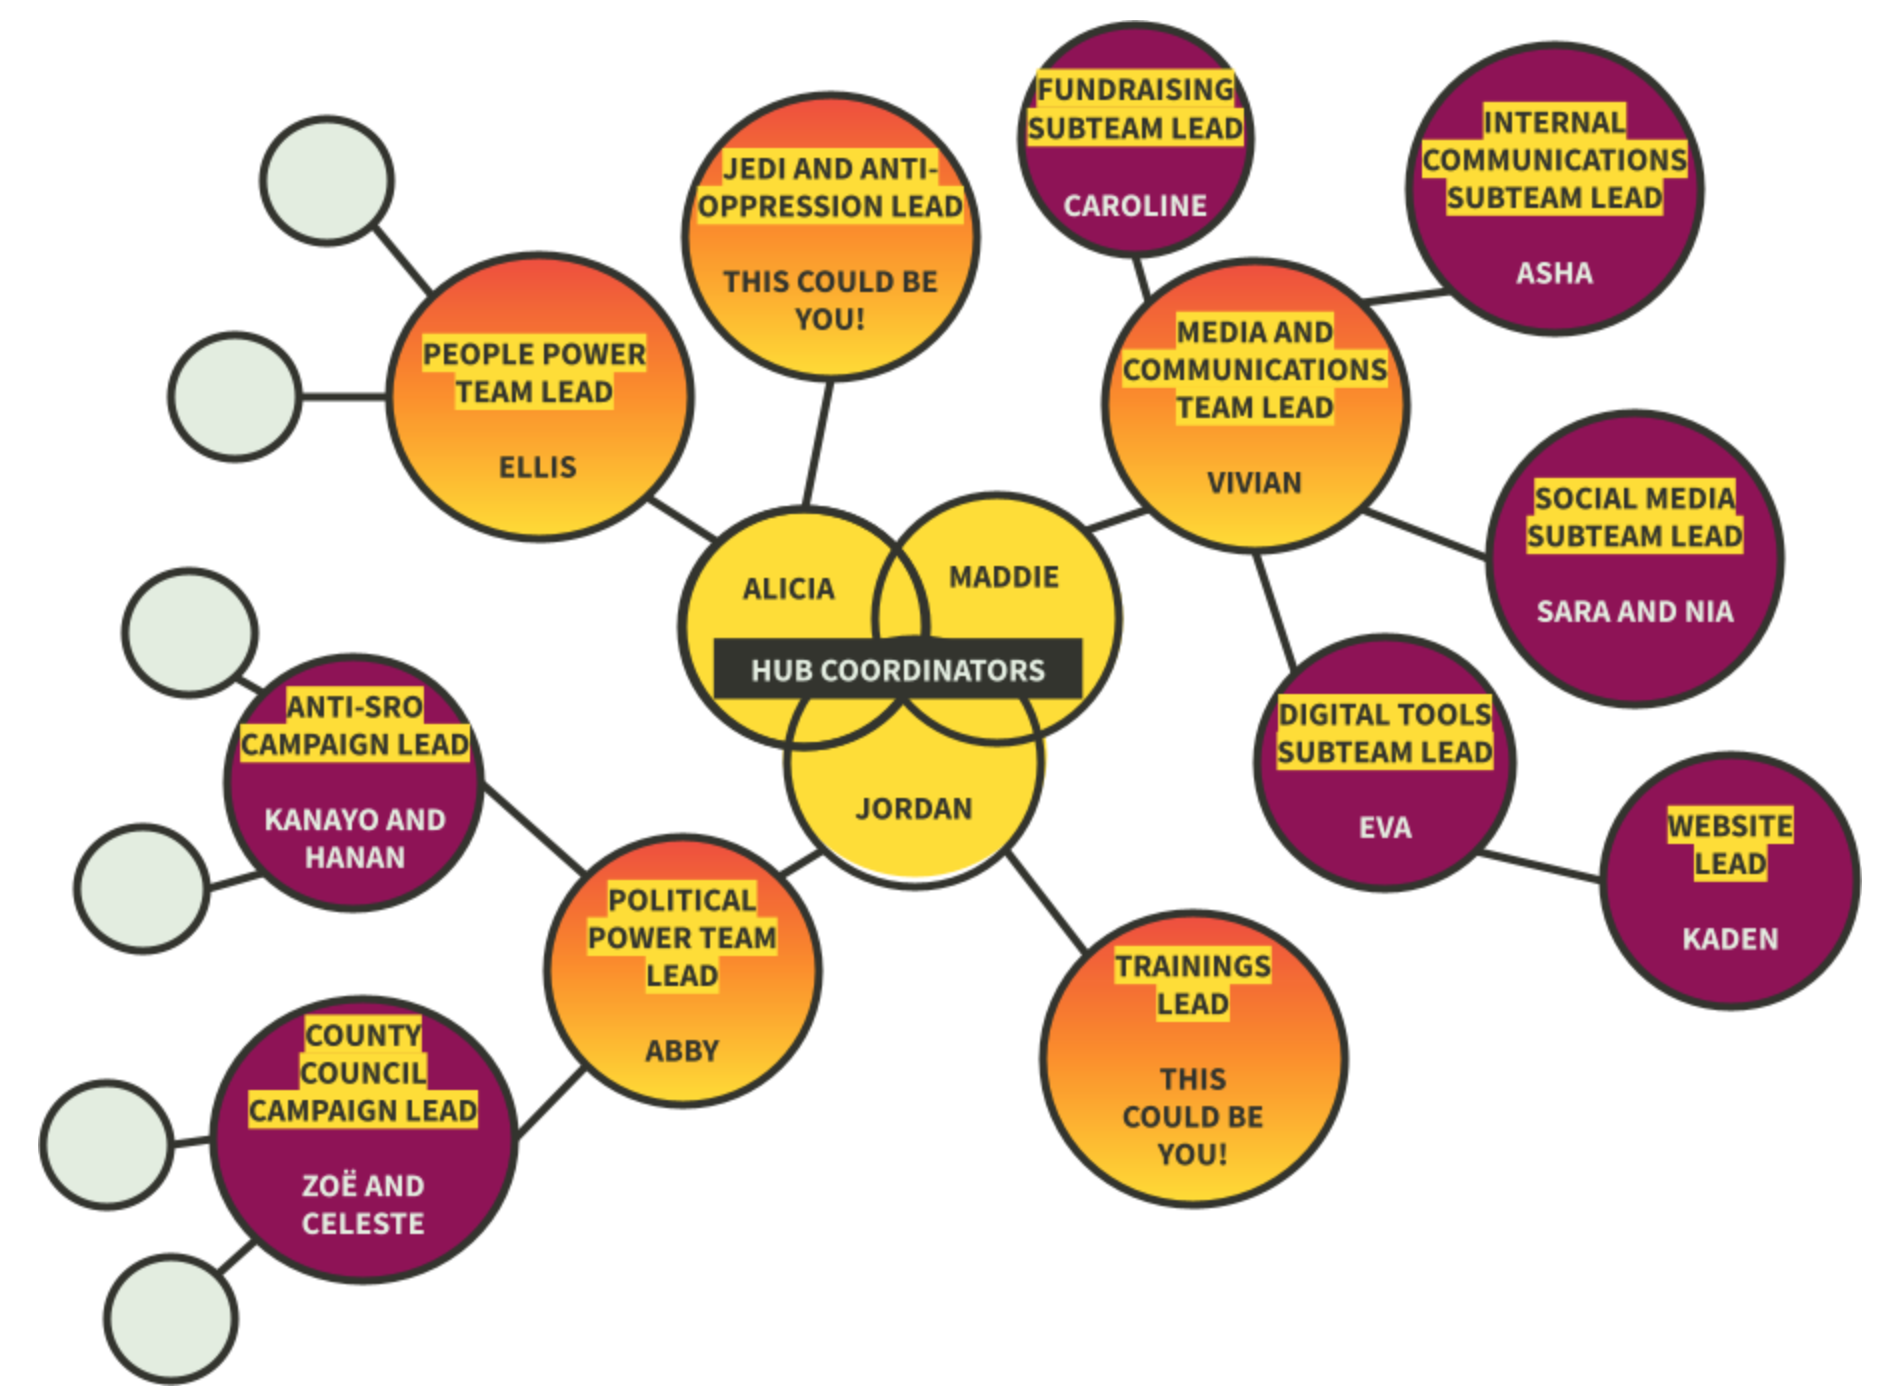 FUNDRAISING
SUBTEAM LEAD
CAROLINE
INTERNAL
COMMUNICATIONS
SUBTEAM LEAD
ASHA
JEDI AND ANTI-
OPPRESSION LEAD
THIS COULD BE
YOU!
PEOPLE POWER
TEAM LEAD
ELLIS
MEDIA AND
COMMUNICATIONS
TEAM LEAD
VIVIAN
SOCIAL MEDIA
SUBTEAM LEAD
SARA AND NIA
ALICIA
MADDIE
HUB COORDINATORS
JORDAN
DIGITAL TOOLS
SUBTEAM LEAD
EVA
WEBSITE
LEAD
KADEN
ANTI-SRO
CAMPAIGN LEAD
KANAYO AND
HANAN
POLITICAL
POWER TEAM
LEAD
ABBY
TRAININGS
LEAD
THIS
COULD BE
YOU!
COUNTY
COUNCIL
CAMPAIGN LEAD
ZOË AND
CELESTE